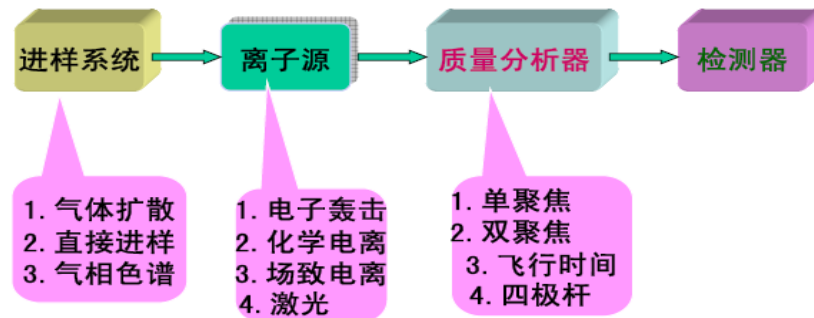 进样系统
离子源
质量分析器
检测器
1. 气体扩散
2. 直接进样
3. 气相色谱
1. 电子轰击
2. 化学电离
3. 场致电离
4. 激光
1. 单聚焦
2. 双聚焦
3. 飞行时间
4. 四极杆